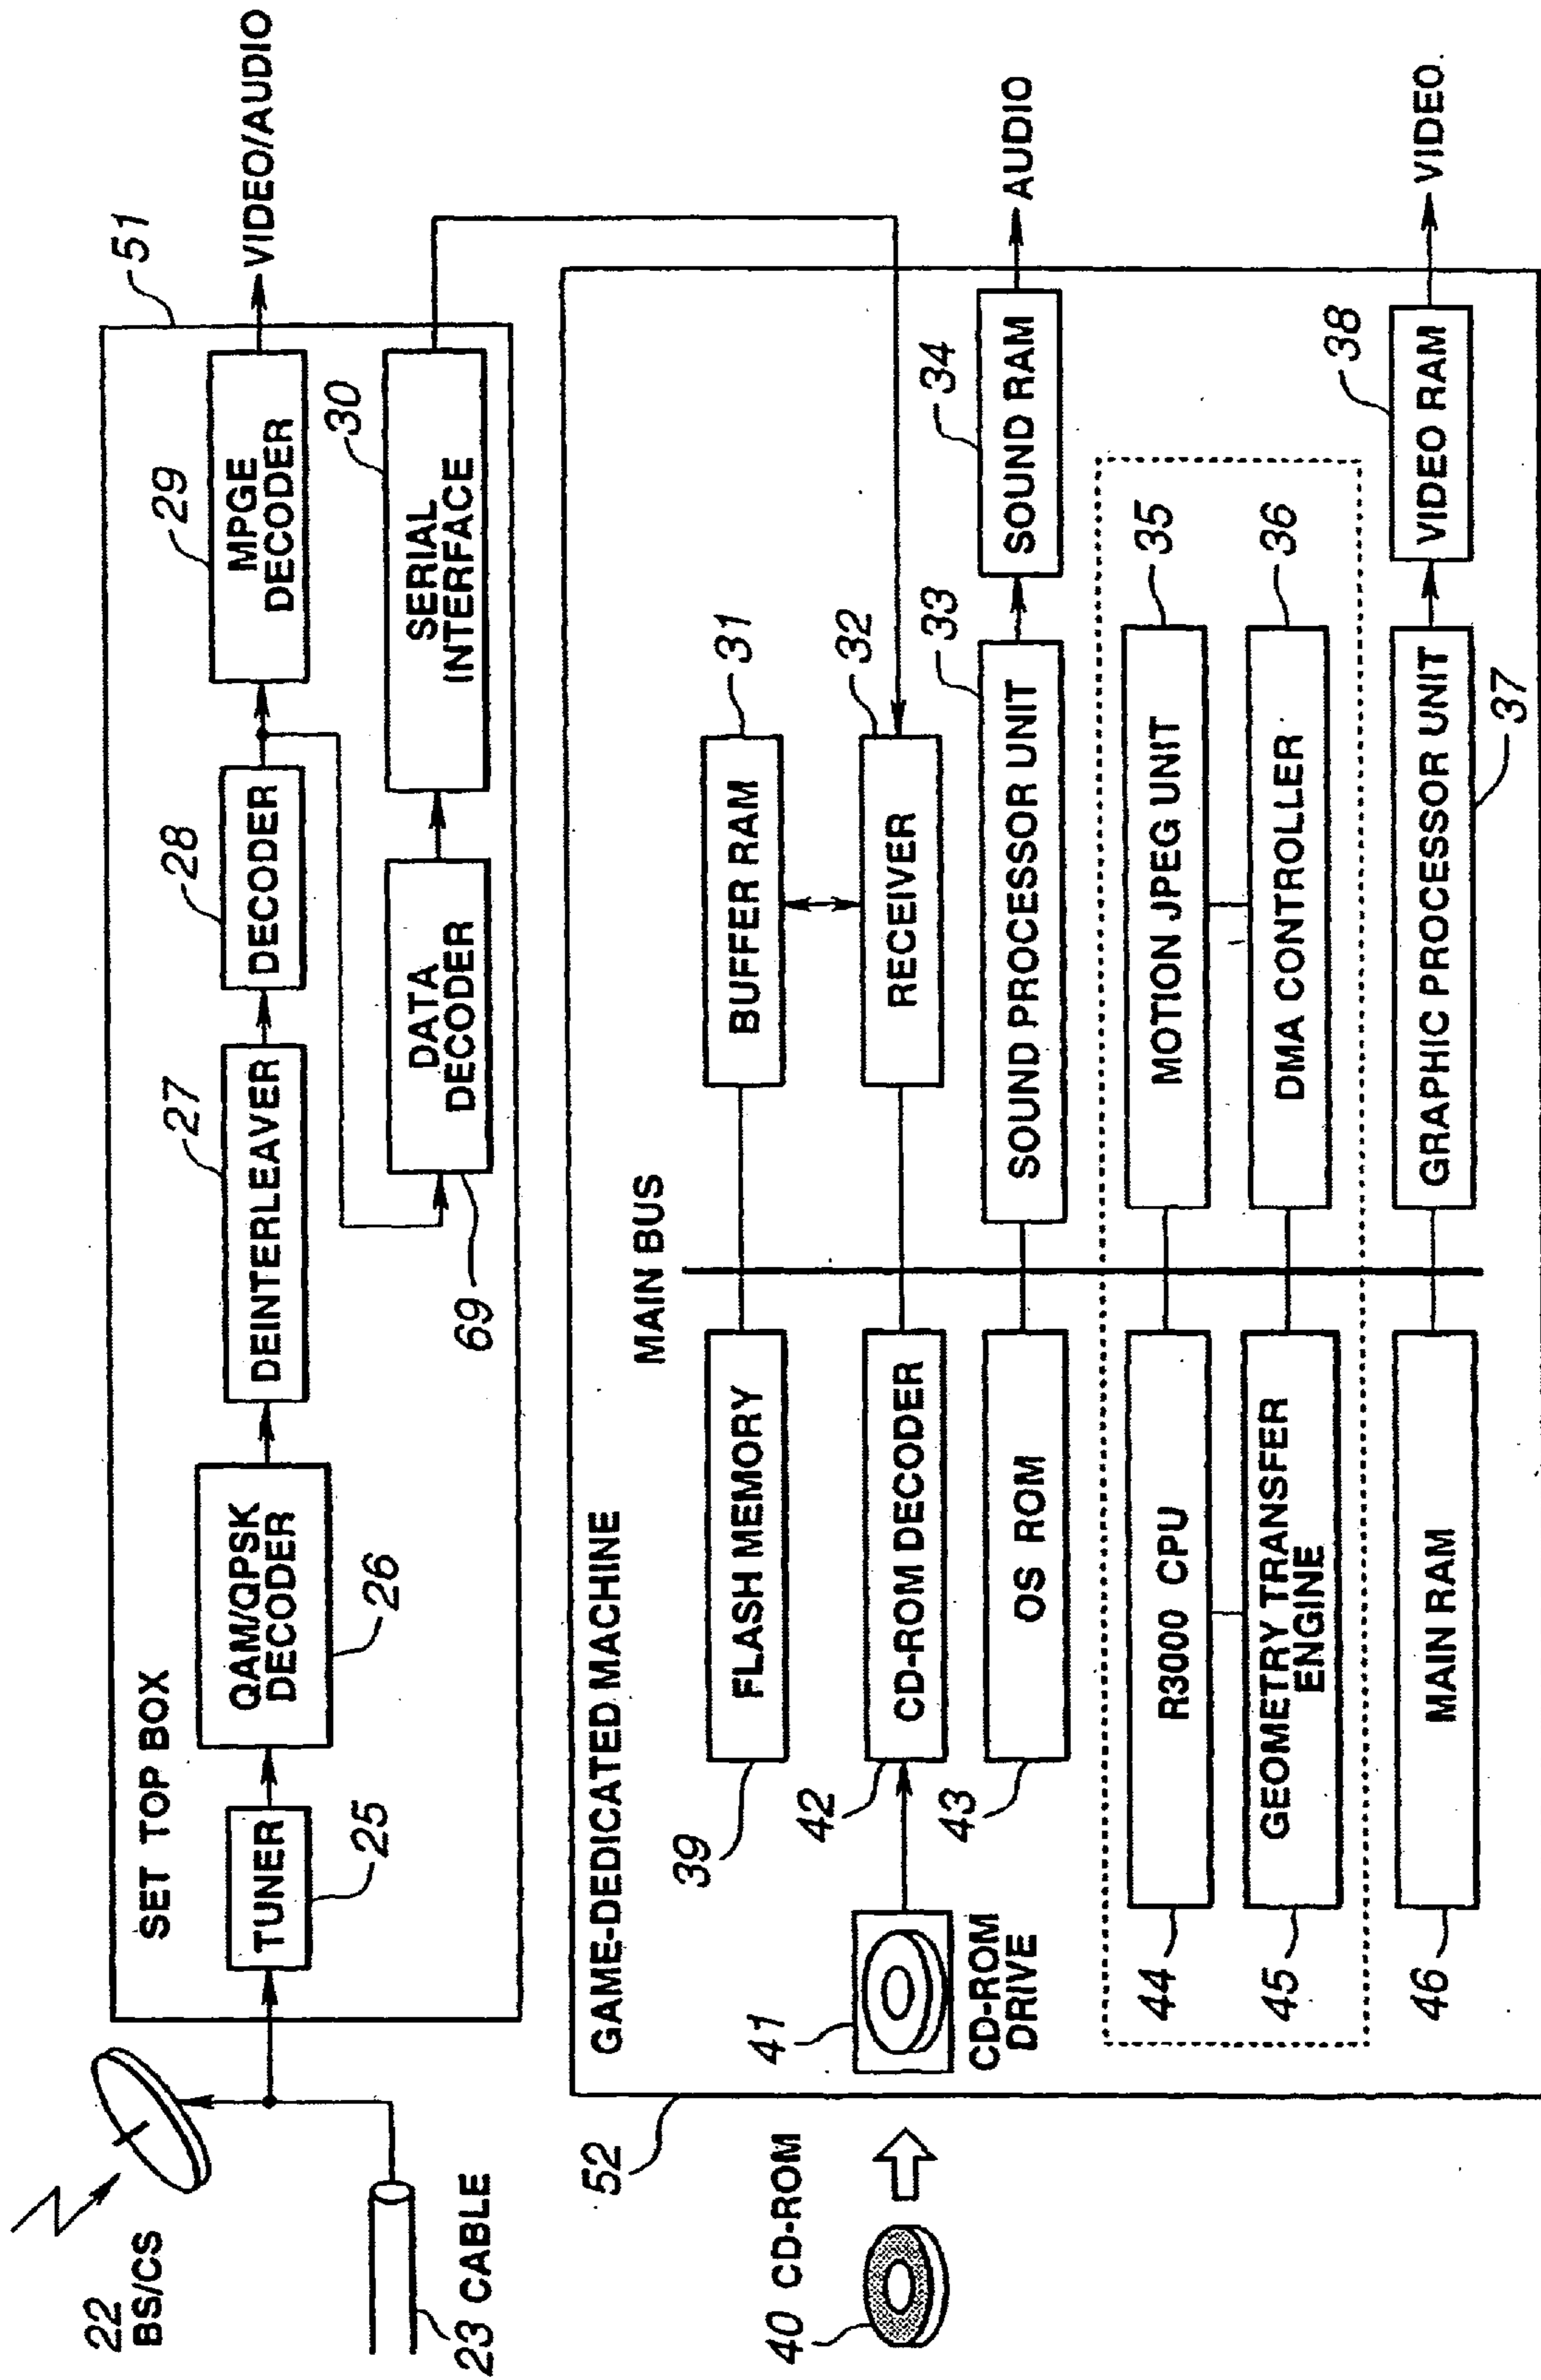 22
BS/CS
23 CABLE
SET TOP BOX
51
TUNER
25
QAM/QPSK
DECODER
26
DEINTERLEAVER
27
DECODER
28
MPGE
DECODER
29
VIDEO/AUDIO
DATA
DECODER
69
SERIAL
INTERFACE
30
GAME-DEDICATED MACHINE
52
MAIN BUS
40 CD-ROM
41
CD-ROM
DRIVE
FLASH MEMORY
39
BUFFER RAM
31
CD-ROM DECODER
42
RECEIVER
32
OS ROM
43
SOUND PROCESSOR UNIT
33
SOUND RAM
34
AUDIO
R3000 CPU
44
MOTION JPEG UNIT
35
GEOMETRY TRANSFER
ENGINE
45
DMA CONTROLLER
36
MAIN RAM
46
GRAPHIC PROCESSOR UNIT
37
VIDEO RAM
38
VIDEO.